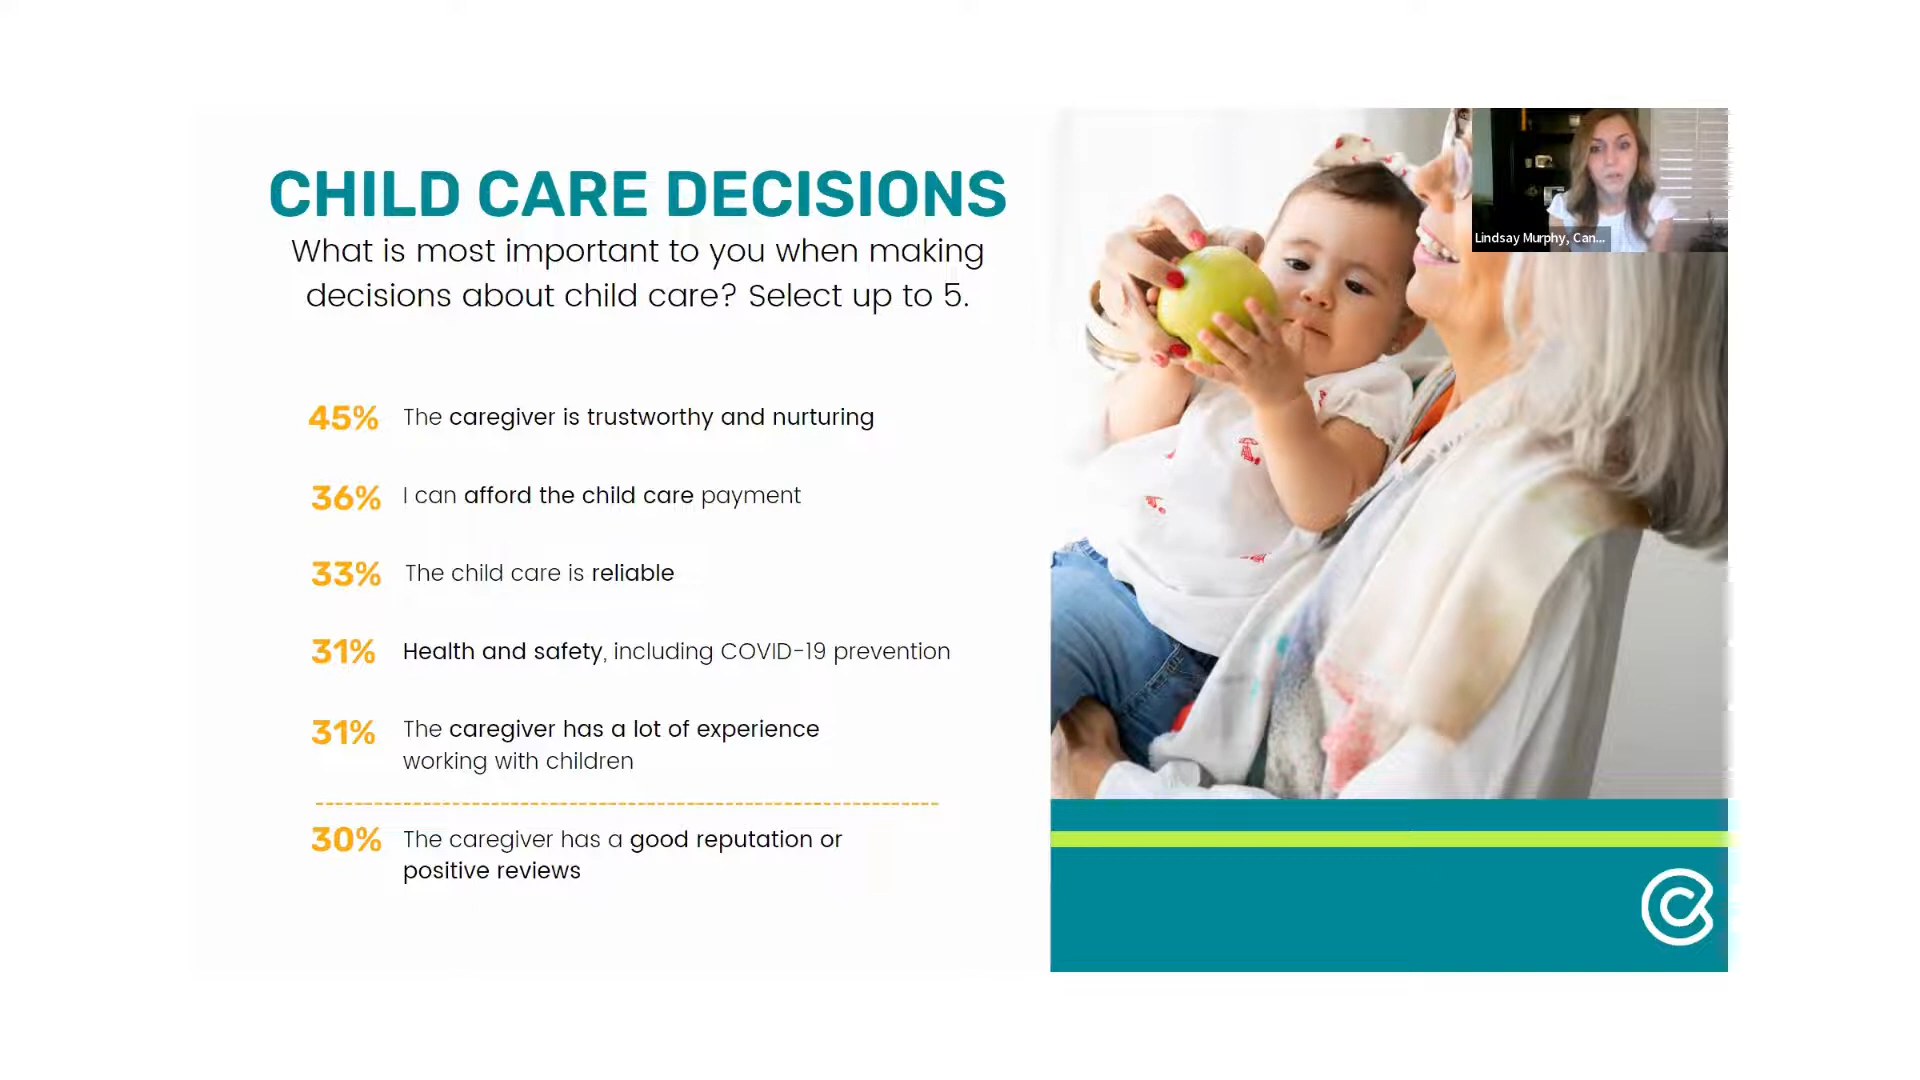 CHILD CARE DECISIONS
What is most important to you when making
decisions about child care? Select up to 5.
45% The caregiver is trustworthy and nurturing
36% I can afford the child care payment
33% The child care is reliable
31% Health and safety, including COVID-19 prevention
31% The caregiver has a lot of experience
working with children
30% The caregiver has a good reputation or
positive reviews
Lindsay Murphy, Can...